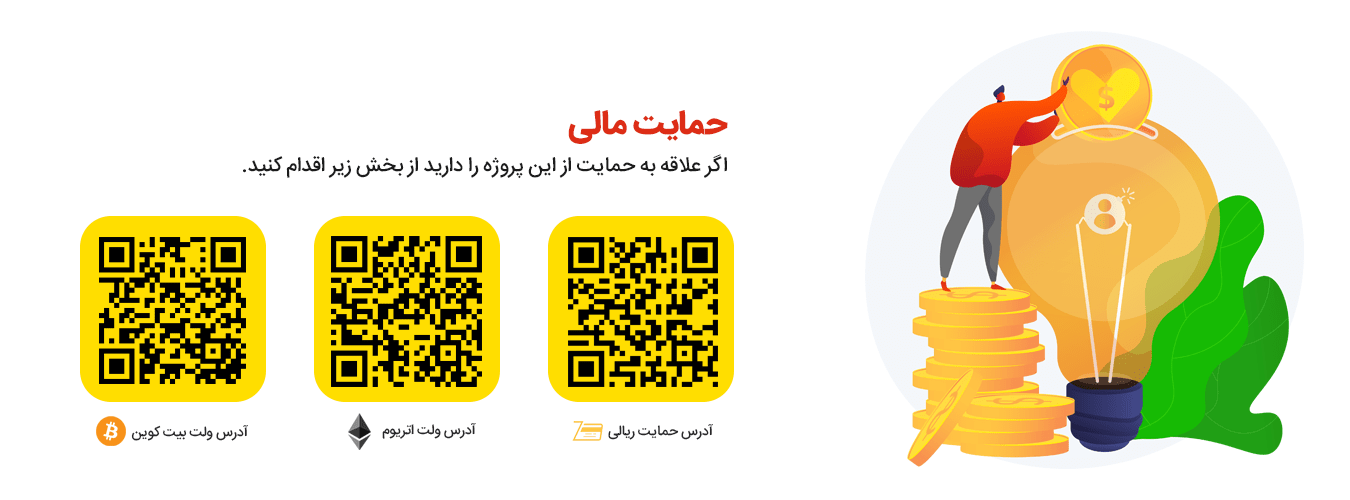 حمایت مالی
اگر علاقه به حمایت از این پروژه را دارید از بخش زیر اقدام کنید.
آدرس حمایت ریالی
آدرس ولت اتریوم
آدرس ولت بیت کوین
$